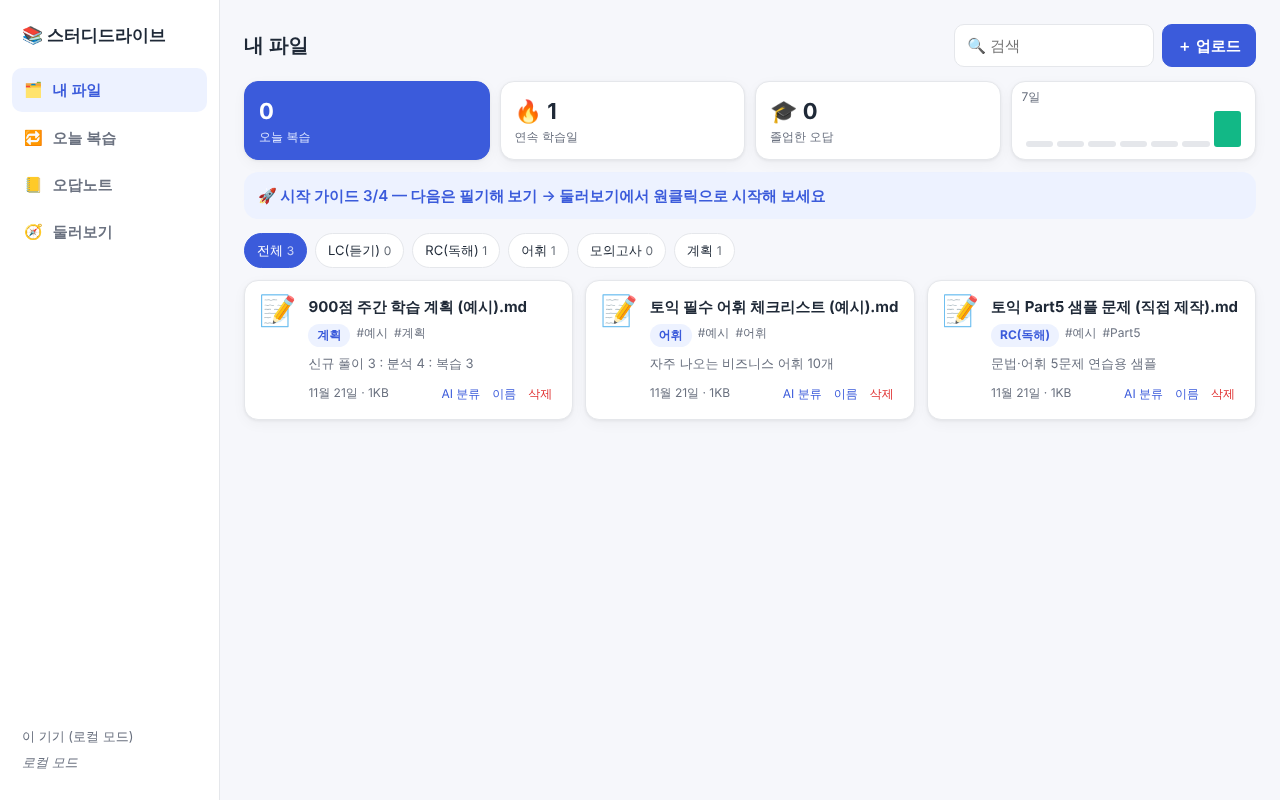 📚 스터디드라이브
🗂️ 내 파일
🔁 오늘 복습
📒 오답노트
🧭 둘러보기
이 기기 (로컬 모드)
로컬 모드
내 파일
🔍 검색
+ 업로드
0
오늘 복습
🔥 1
연속 학습일
🎓 0
졸업한 오답
7일
🚀 시작 가이드 3/4 — 다음은 필기해 보기 → 둘러보기에서 원클릭으로 시작해 보세요
전체 3 LC(듣기) 0 RC(독해) 1 어휘 1 모의고사 0 계획 1
900점 주간 학습 계획 (예시).md
계획 #예시 #계획
신규 풀이 3 : 분석 4 : 복습 3
11월 21일 · 1KB AI 분류 이름 삭제
토익 필수 어휘 체크리스트 (예시).md
어휘 #예시 #어휘
자주 나오는 비즈니스 어휘 10개
11월 21일 · 1KB AI 분류 이름 삭제
토익 Part5 샘플 문제 (직접 제작).md
RC(독해) #예시 #Part5
문법·어휘 5문제 연습용 샘플
11월 21일 · 1KB AI 분류 이름 삭제